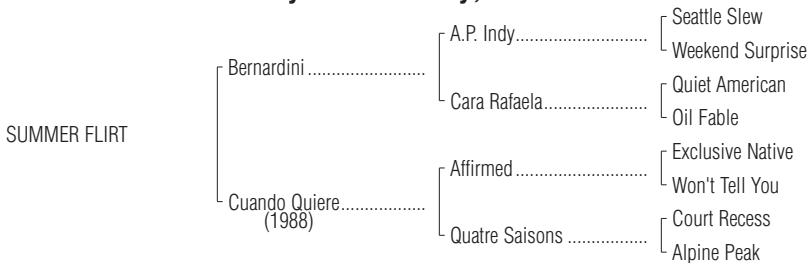 Seattle Slew
A.P. Indy..............................
Weekend Surprise
Bernardini ...........................
Quiet American
Cara Rafaela........................
Oil Fable
SUMMER FLIRT
Exclusive Native
Affirmed ..............................
Won't Tell You
Cuando Quiere...................
(1988)
Court Recess
Quatre Saisons ..................
Alpine Peak